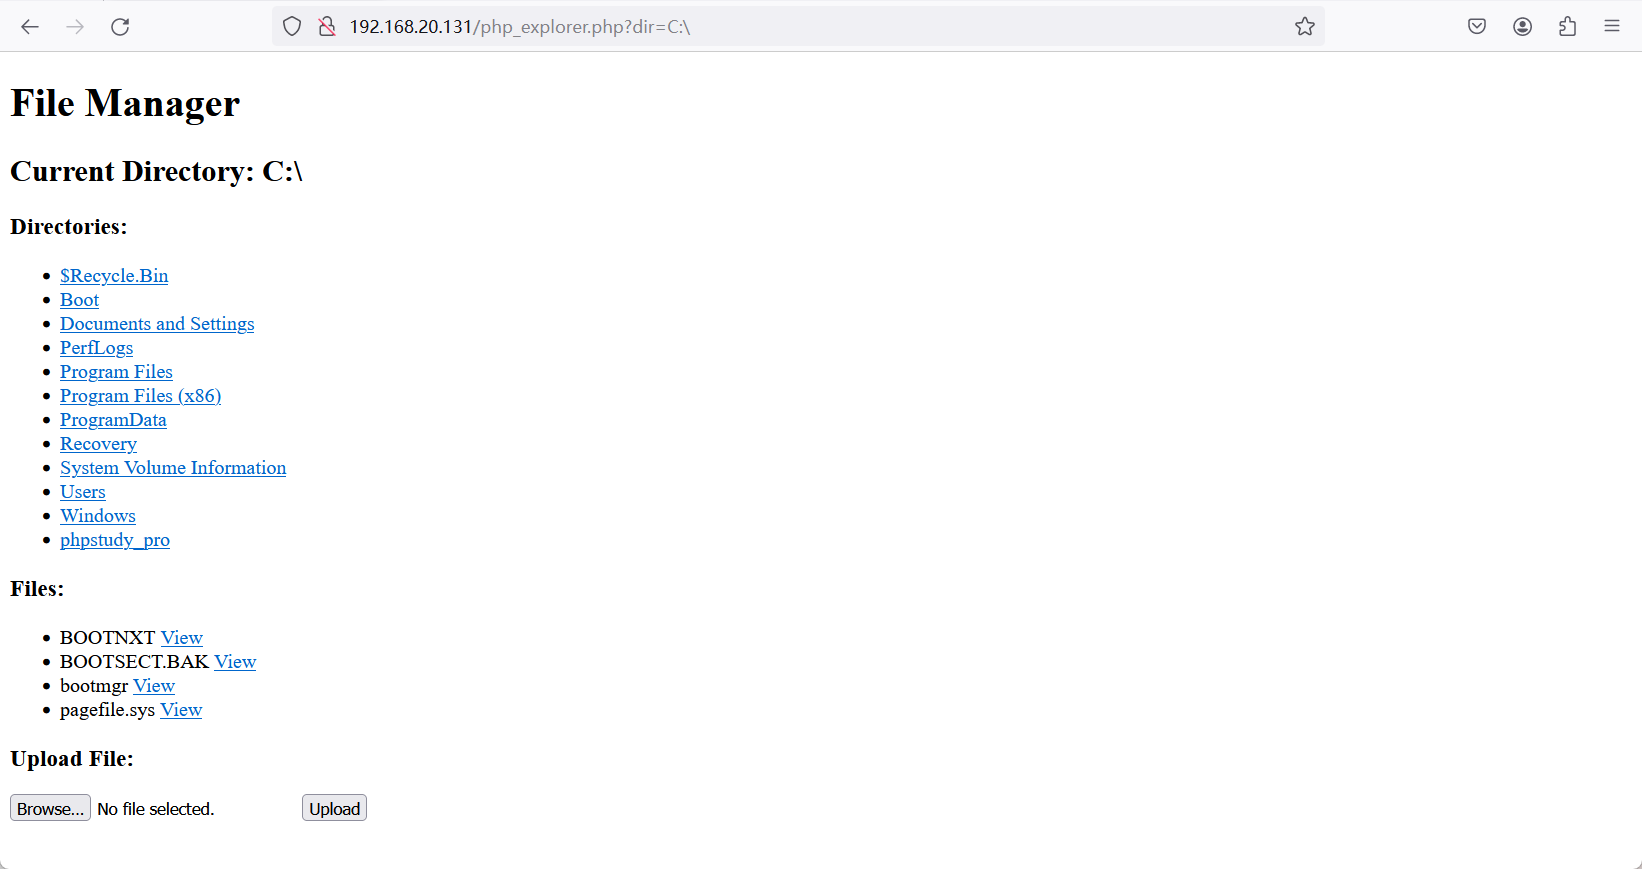 192.168.20.131/php_explorer.php?dir=C:\
File Manager
Current Directory: C:\
Directories:
$Recycle.Bin
Boot
Documents and Settings
PerfLogs
Program Files
Program Files (x86)
ProgramData
Recovery
System Volume Information
Users
Windows
phpstudy_pro
Files:
BOOTNXT View
BOOTSECT.BAK View
bootmgr View
pagefile.sys View
Upload File:
Browse... No file selected. Upload